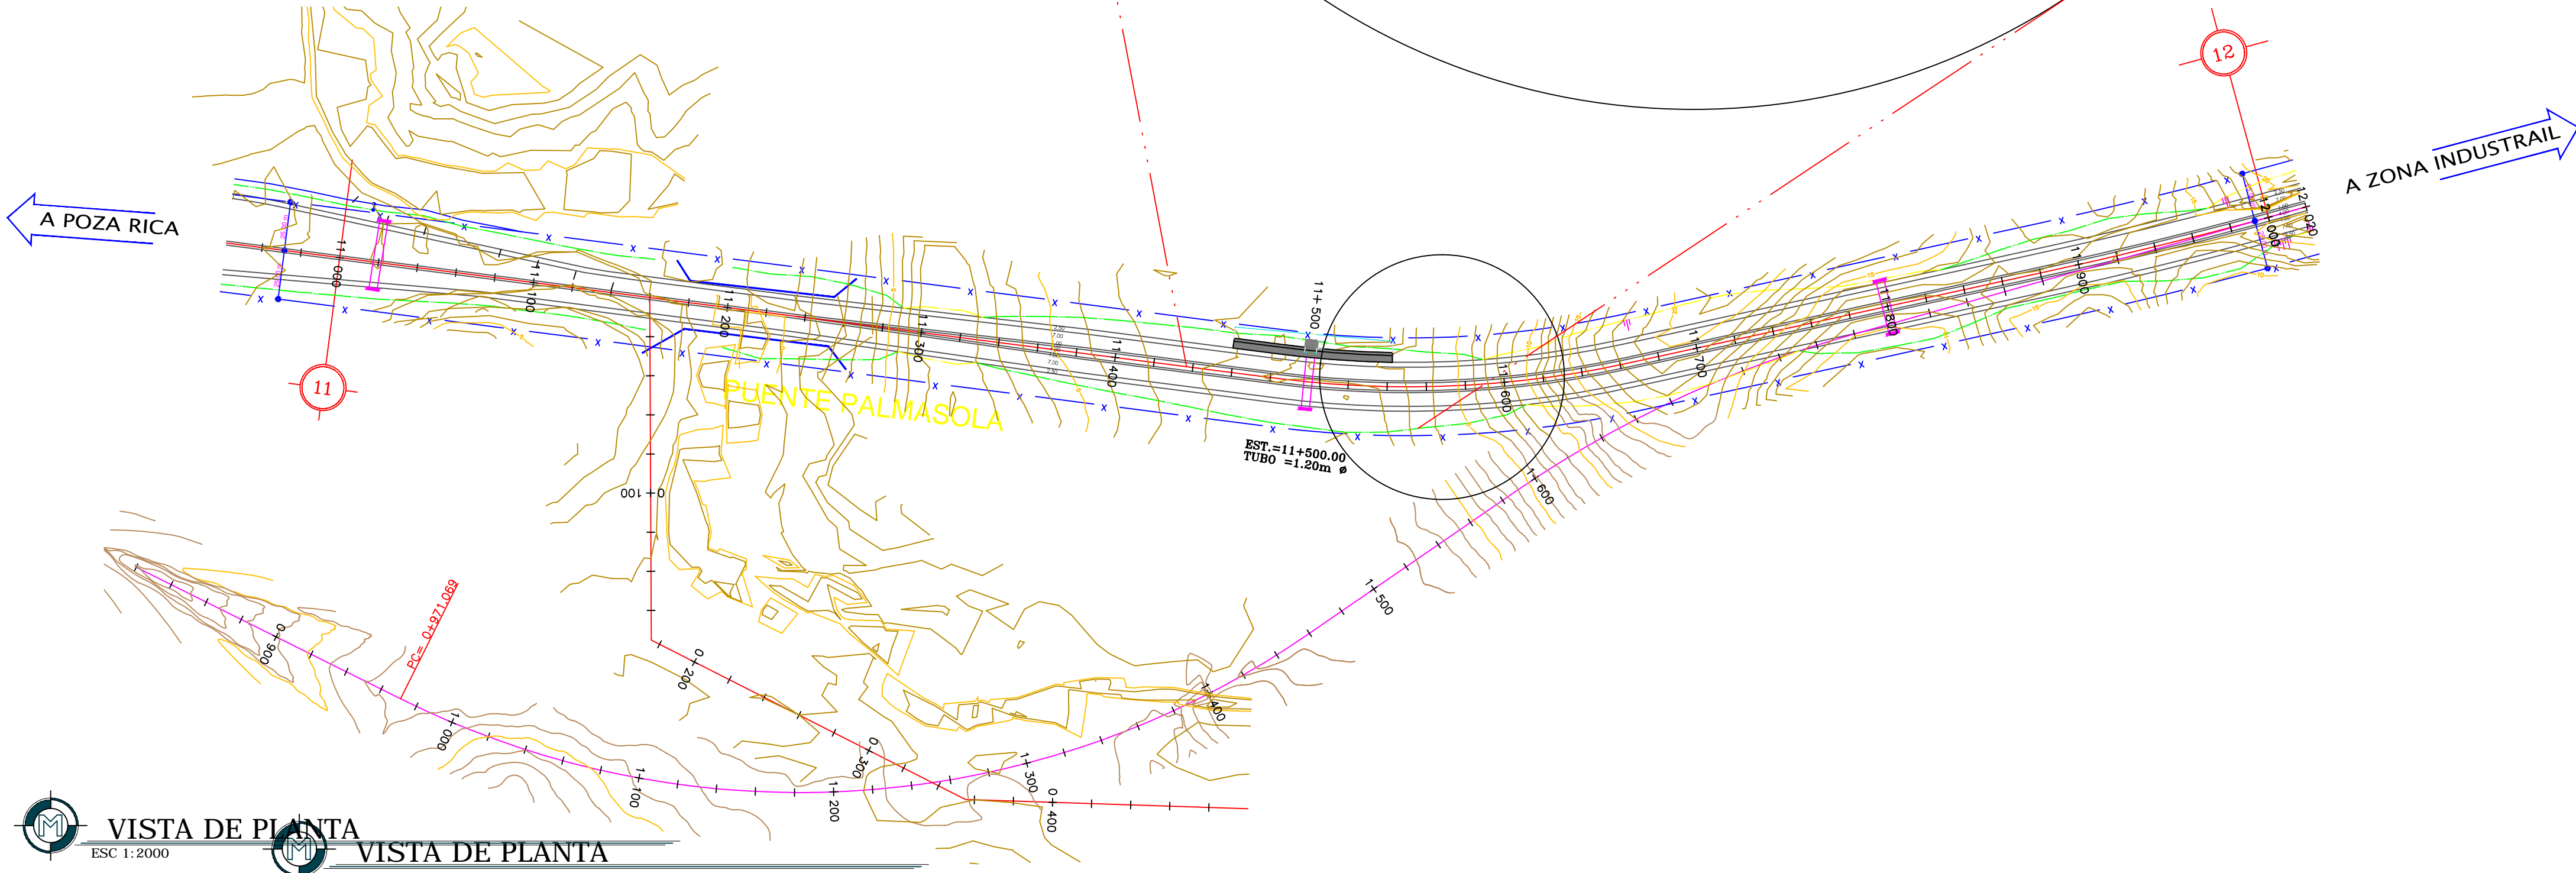 12
A ZONA INDUSTRAIL
A POZA RICA
11+000
11+100
11+200
11+300
11+400
11+500
11+600
11+700
11+800
11+900
12+000
12+020
11
PUENTE PALMASOLA
EST.=11+500.00
TUBO =1.20m ø
0+100
0+200
0+300
0+400
PC= 0+971.069
0+900
1+000
1+100
1+200
1+300
1+400
1+500
1+600
VISTA DE PLANTA
ESC 1:2000
VISTA DE PLANTA